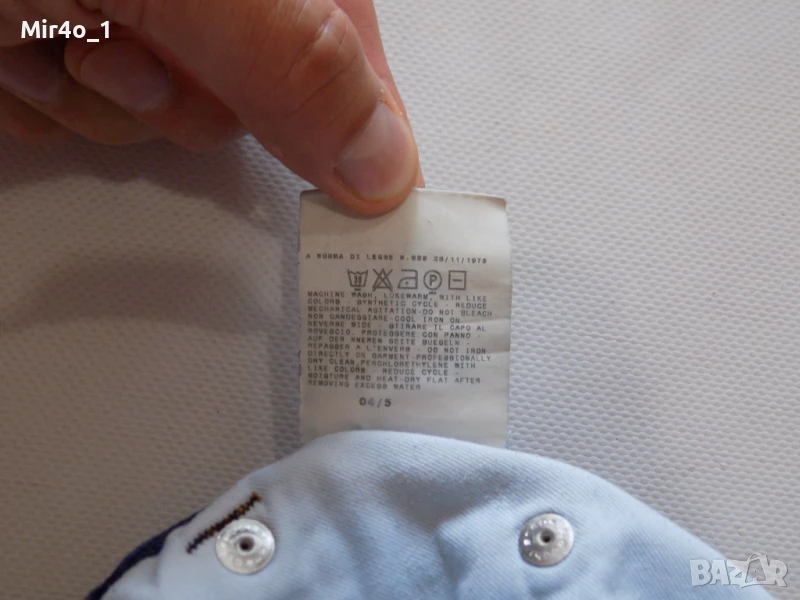 Mir4o_1
A NORMA DI LEGGE N.883 26/11/1973
30 P
MACHINE WASH, LUKEWARM, WITH LIKE
COLORS - SYNTHETIC CYCLE - REDUCE
MECHANICAL AGITATION-DO NOT BLEACH
NON CANDEGGIARE-COOL IRON ON
REVERSE SIDE - STIRARE IL CAPO AL
ROVESCIO, PROTEGGERE CON PANNO -
AUF DER INNEREN SEITE BUEGELN -
REPASSER A L'ENVERS - DO NOT IRON
DIRECTLY ON GARMENT-PROFESSIONALLY
DRY CLEAN,PERCHLORETHYLENE WITH
LIKE COLORS. REDUCE CYCLE -
MOISTURE AND HEAT-DRY FLAT AFTER
REMOVING EXCESS WATER
04/5
BAZAR